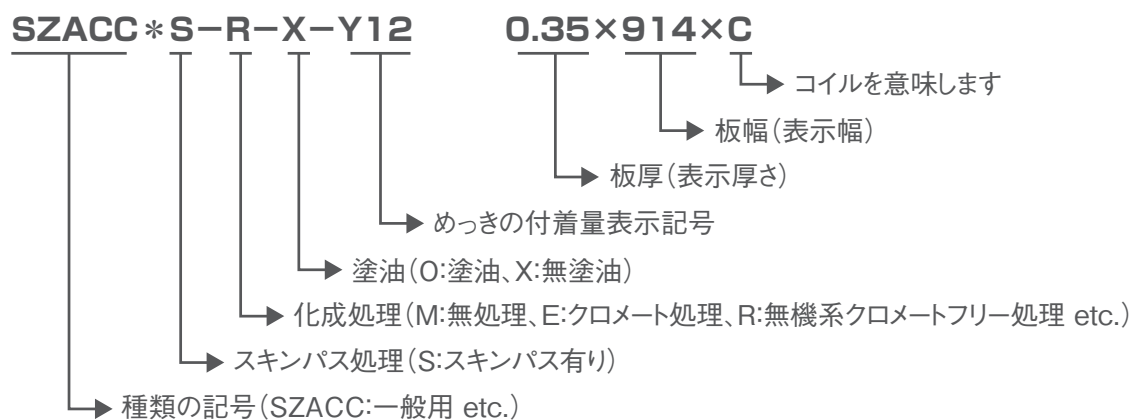 SZACC*S-R-X-Y12 0.35×914×C
コイルを意味します
板幅(表示幅)
板厚(表示厚さ)
めっきの付着量表示記号
塗油(O:塗油、X:無塗油)
化成処理(M:無処理、E:クロメート処理、R:無機系クロメートフリー処理 etc.)
スキンパス処理(S:スキンパス有り)
種類の記号(SZACC:一般用 etc.)